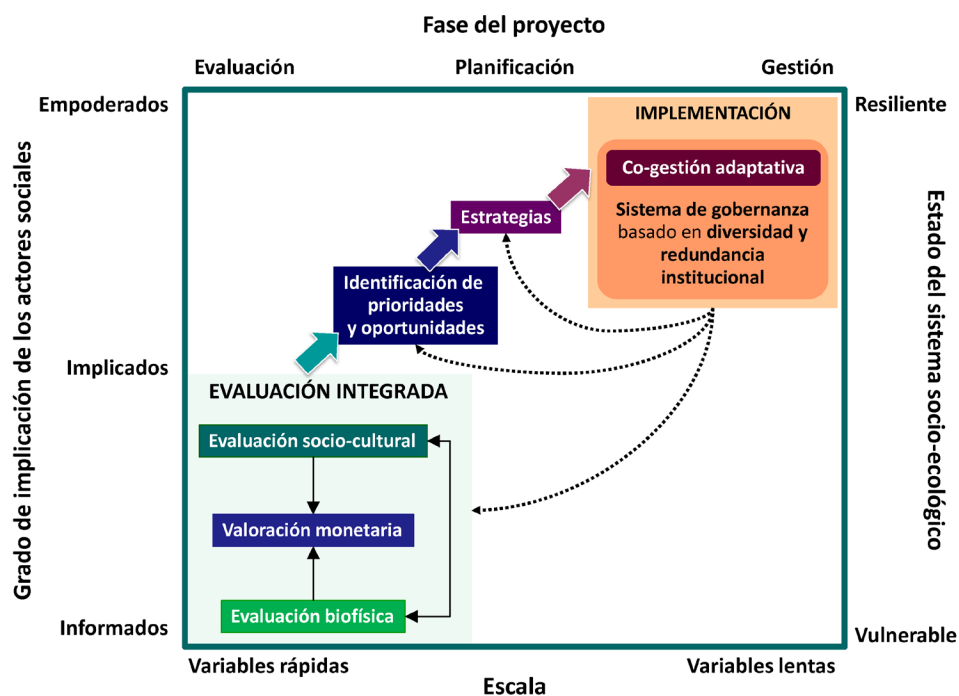 Fase del proyecto
Evaluación
Planificación
Gestión
Empoderados
Resiliente
IMPLEMENTACIÓN
Co-gestión adaptativa
Sistema de gobernanza
basado en diversidad y
redundancia
institucional
Estrategias
Identificación de
prioridades
y oportunidades
Grado de implicación de los actores sociales
Estado del sistema socio-ecológico
Implicados
EVALUACIÓN INTEGRADA
Evaluación socio-cultural
Valoración monetaria
Evaluación biofísica
Informados
Vulnerable
Variables rápidas
Variables lentas
Escala